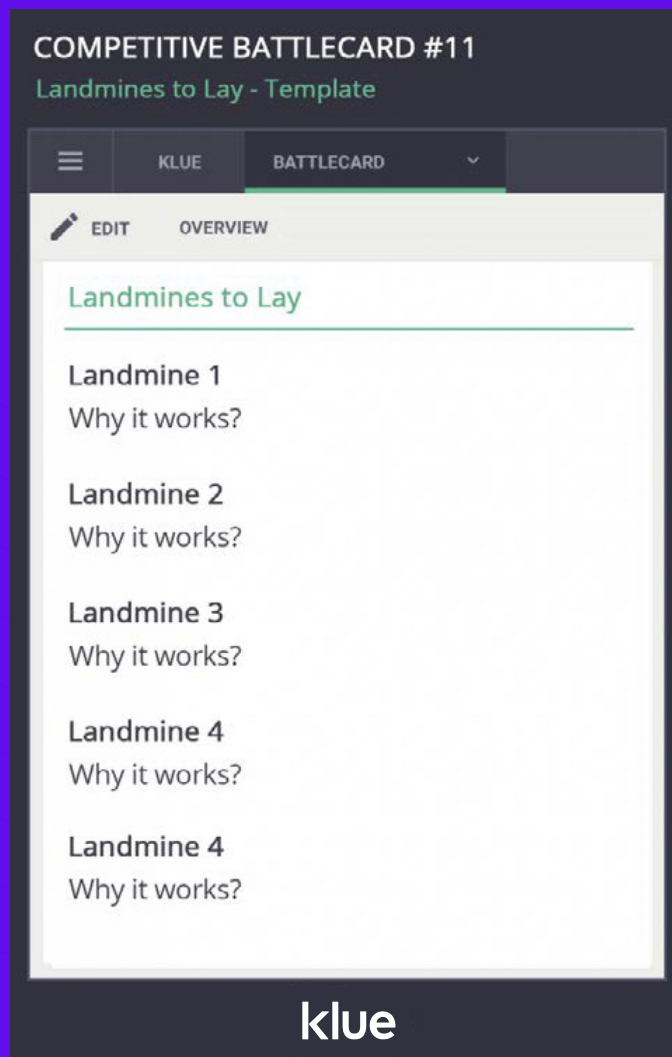 COMPETITIVE BATTLECARD #11
Landmines to Lay - Template
KLUE BATTLECARD
EDIT OVERVIEW
Landmines to Lay
Landmine 1
Why it works?
Landmine 2
Why it works?
Landmine 3
Why it works?
Landmine 4
Why it works?
Landmine 4
Why it works?
klue